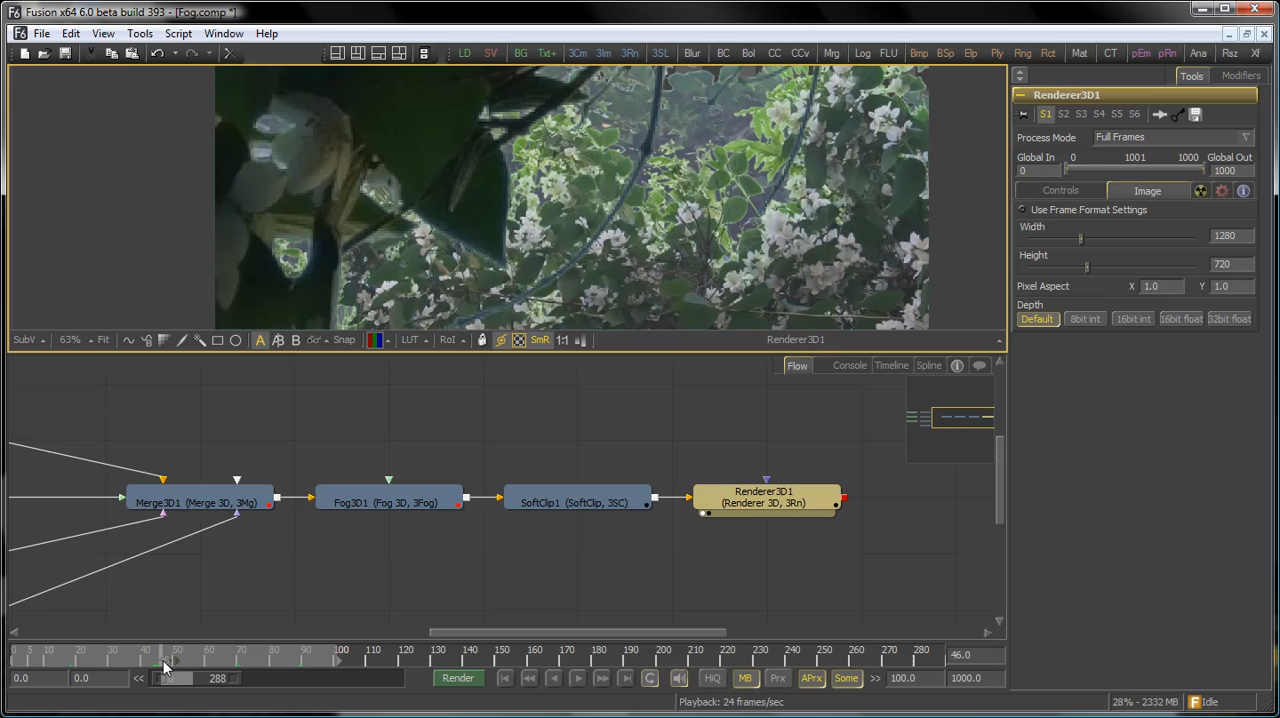 Fusion x64 6.0 beta build 393 - [Fog.comp *]
File Edit View Tools Script Window Help
LD SV BG Txt+ 3Cm 3Im 3Rn 3SL Blur BC Bol CC CCv Mrg Log FLU Bmp BSp Elp Ply Rng Rct Mat CT pEm pRn Ana Rsz XF
Tools Modifiers
Renderer3D1
S1 S2 S3 S4 S5 S6
Process Mode Full Frames
Global In 0 1001 1000 Global Out
0 1000
Controls Image
Use Frame Format Settings
Width
1280
Height
720
Pixel Aspect X 1.0 Y 1.0
Depth
Default 8bit int 16bit int 16bit float 32bit float
SubV 63% Fit A B Snap LUT RoI SmR 1:1 Renderer3D1
Flow Console Timeline Spline
Merge3D1 (Merge 3D, 3Mg)
Fog3D1 (Fog 3D, 3Fog)
SoftClip1 (SoftClip, 3SC)
Renderer3D1
(Renderer 3D, 3Rn)
0 5 10 20 30 40 50 60 70 80 90 100 110 120 130 140 150 160 170 180 190 200 210 220 230 240 250 260 270 280 46.0
0.0 0.0 << 288 Render HiQ MB Prx APrx Some >> 100.0 1000.0
Playback: 24 frames/sec 28% - 2332 MB Idle